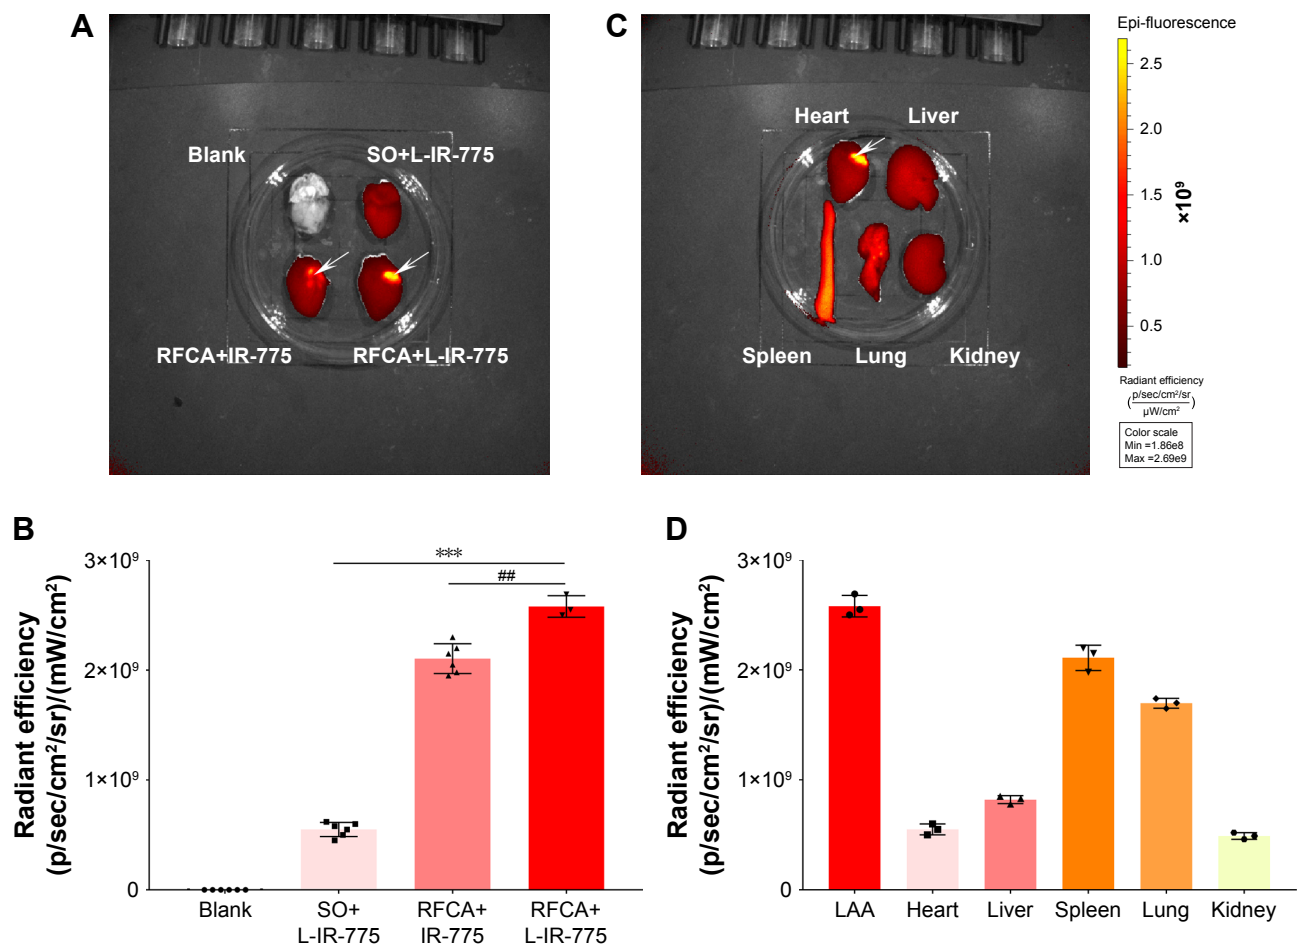 A
Blank
SO+L-IR-775
RFCA+IR-775
RFCA+L-IR-775
C
Heart
Liver
Spleen
Lung
Kidney
Epi-fluorescence
2.5
2.0
1.5
1.0
0.5
×10⁹
Radiant efficiency
(p/sec/cm²/sr / µW/cm²)
Color scale
Min =1.86e8
Max =2.69e9
B
Radiant efficiency
(p/sec/cm²/sr)/(mW/cm²)
3×10⁹
2×10⁹
1×10⁹
0
***
##
Blank
SO+
L-IR-775
RFCA+
IR-775
RFCA+
L-IR-775
D
Radiant efficiency
(p/sec/cm²/sr)/(mW/cm²)
3×10⁹
2×10⁹
1×10⁹
0
LAA
Heart
Liver
Spleen
Lung
Kidney